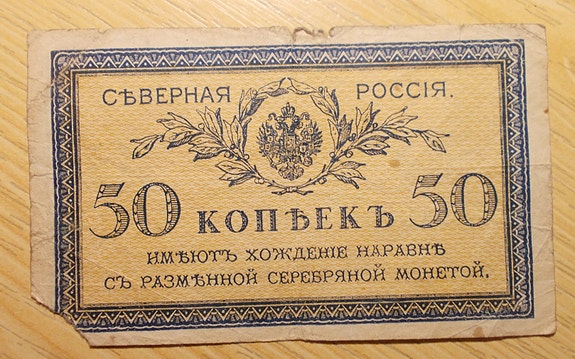 СѢВЕРНАЯ РОССІЯ.
50 КОПѢЕКЪ 50
ИМѢЮТЪ ХОЖДЕНІЕ НАРАВНѢ
СЪ РАЗМѢННОЙ СЕРЕБРЯНОЙ МОНЕТОЙ.